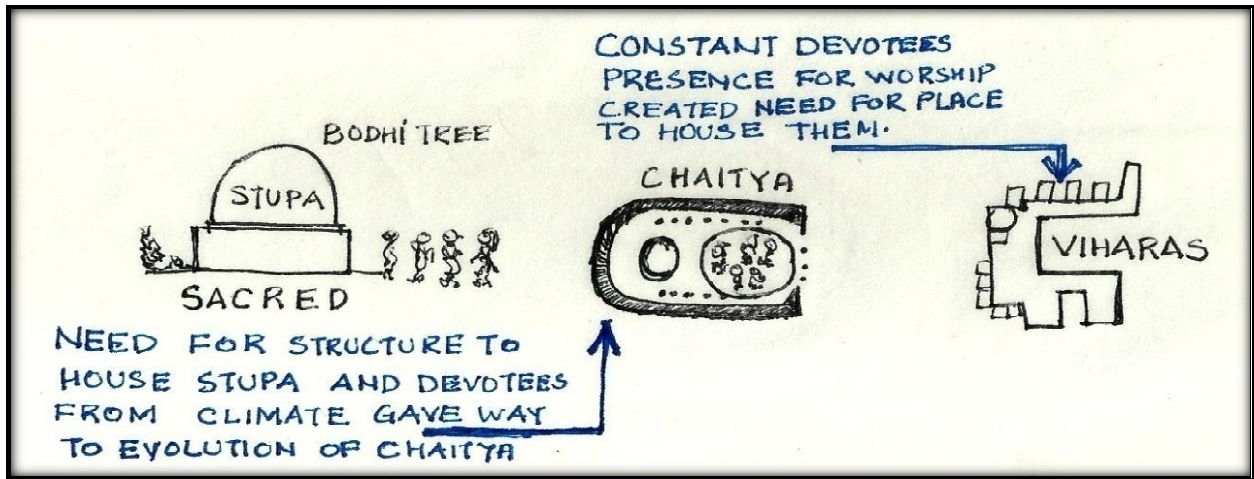 CONSTANT DEVOTEES
PRESENCE FOR WORSHIP
CREATED NEED FOR PLACE
TO HOUSE THEM.
BODHI TREE
STUPA
SACRED
CHAITYA
VIHARAS
NEED FOR STRUCTURE TO
HOUSE STUPA AND DEVOTEES
FROM CLIMATE GAVE WAY
TO EVOLUTION OF CHAITYA